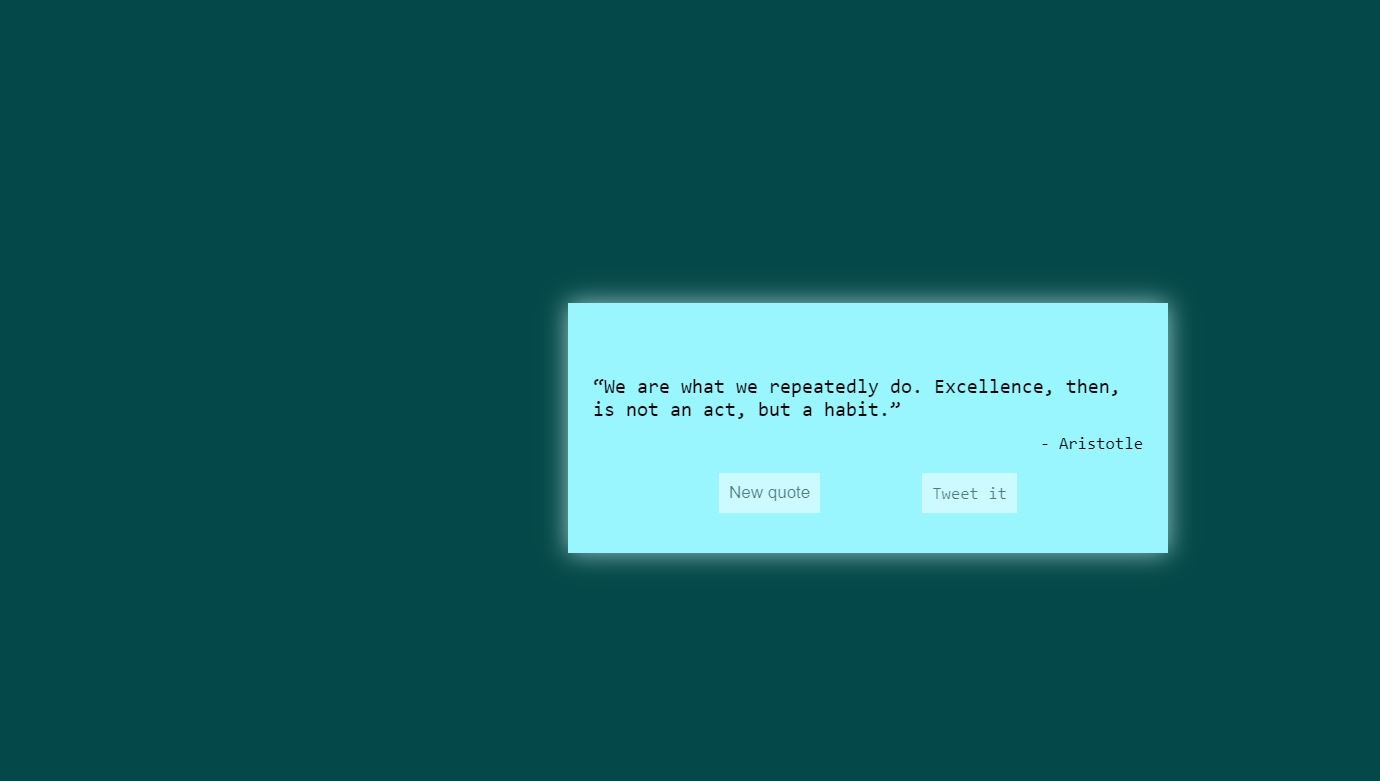 “We are what we repeatedly do. Excellence, then,
is not an act, but a habit.”
- Aristotle
New quote
Tweet it